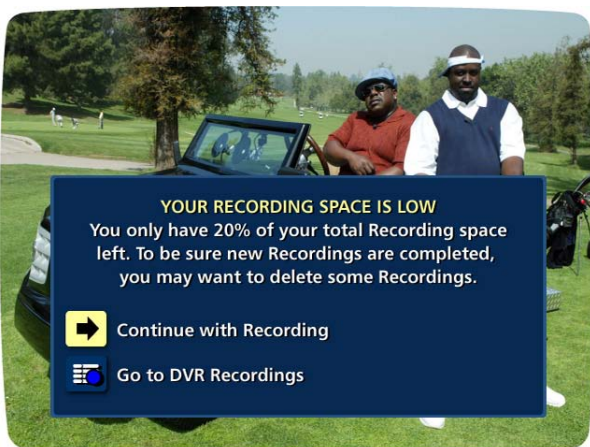 YOUR RECORDING SPACE IS LOW
You only have 20% of your total Recording space
left. To be sure new Recordings are completed,
you may want to delete some Recordings.
Continue with Recording
Go to DVR Recordings